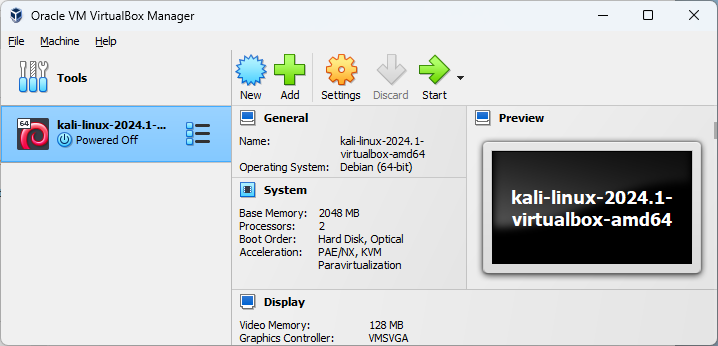 Oracle VM VirtualBox Manager
File Machine Help
Tools
New Add Settings Discard Start
64 kali-linux-2024.1-...
Powered Off
General
Name: kali-linux-2024.1-
virtualbox-amd64
Operating System: Debian (64-bit)
System
Base Memory: 2048 MB
Processors: 2
Boot Order: Hard Disk, Optical
Acceleration: PAE/NX, KVM
Paravirtualization
Display
Video Memory: 128 MB
Graphics Controller: VMSVGA
Preview
kali-linux-2024.1-
virtualbox-amd64